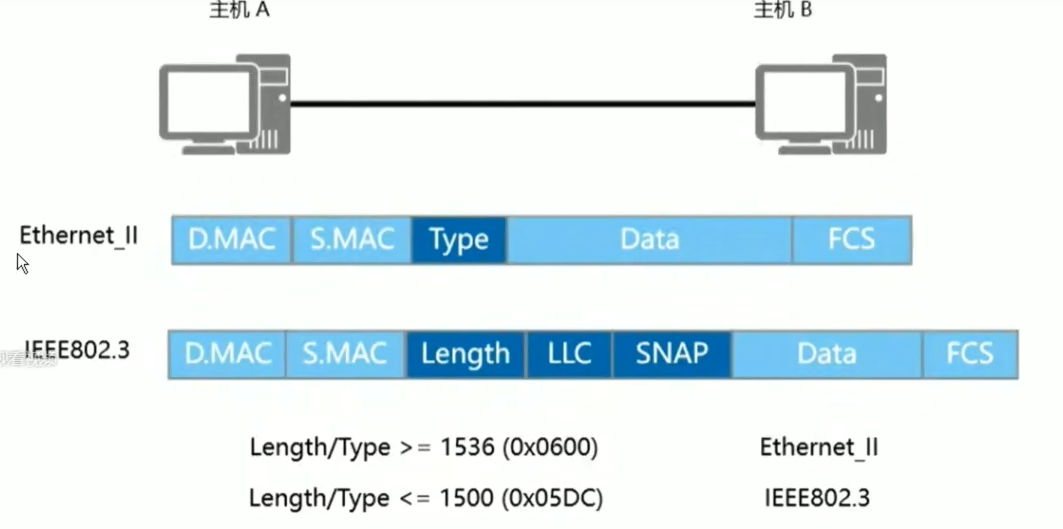 主机 A 主机 B
Ethernet_II D.MAC S.MAC Type Data FCS
IEEE802.3 D.MAC S.MAC Length LLC SNAP Data FCS
Length/Type >= 1536 (0x0600) Ethernet_II
Length/Type <= 1500 (0x05DC) IEEE802.3